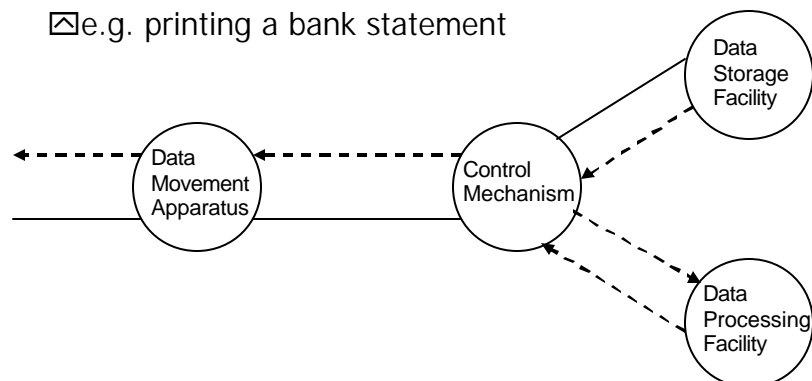 e.g. printing a bank statement
Data
Storage
Facility
Data
Movement
Apparatus
Control
Mechanism
Data
Processing
Facility